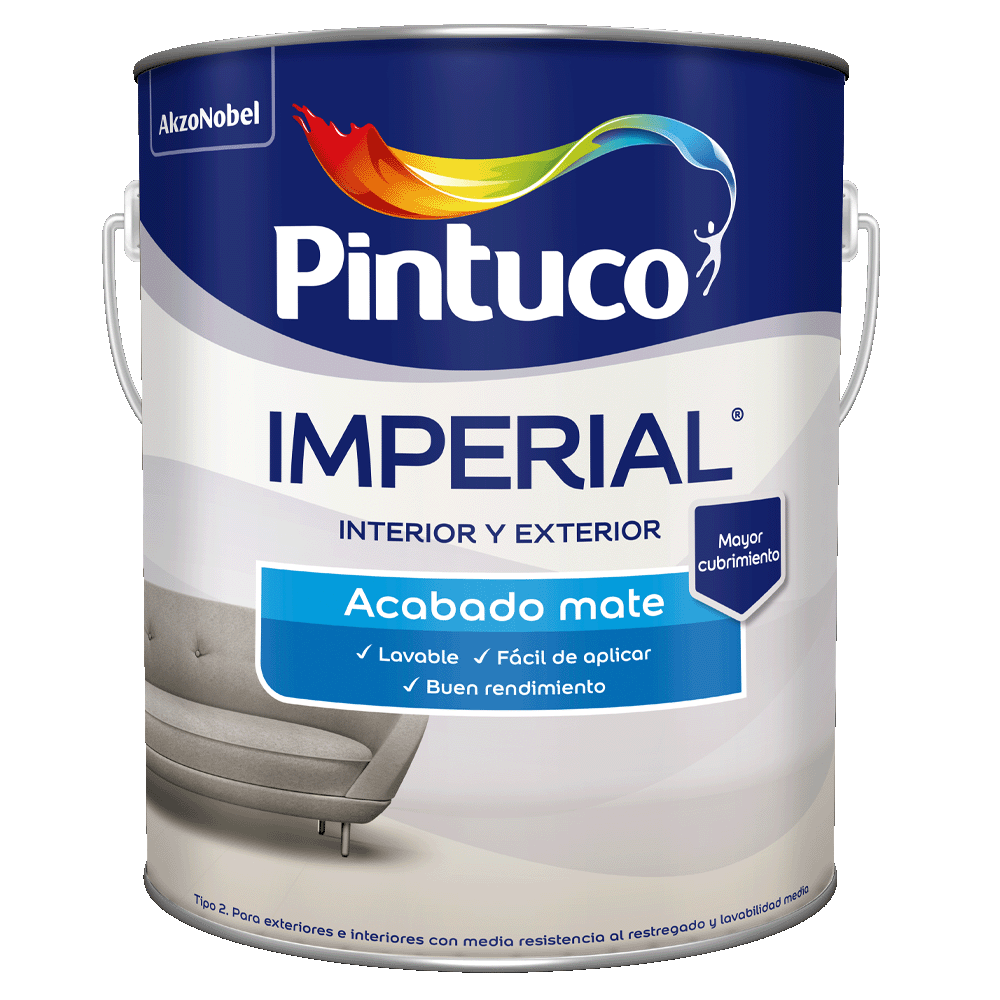 AkzoNobel
Pintuco
IMPERIAL®
INTERIOR Y EXTERIOR
Mayor
cubrimiento
Acabado mate
✓ Lavable ✓ Fácil de aplicar
✓ Buen rendimiento
Tipo 2. Para exteriores e interiores con media resistencia al restregado y lavabilidad media